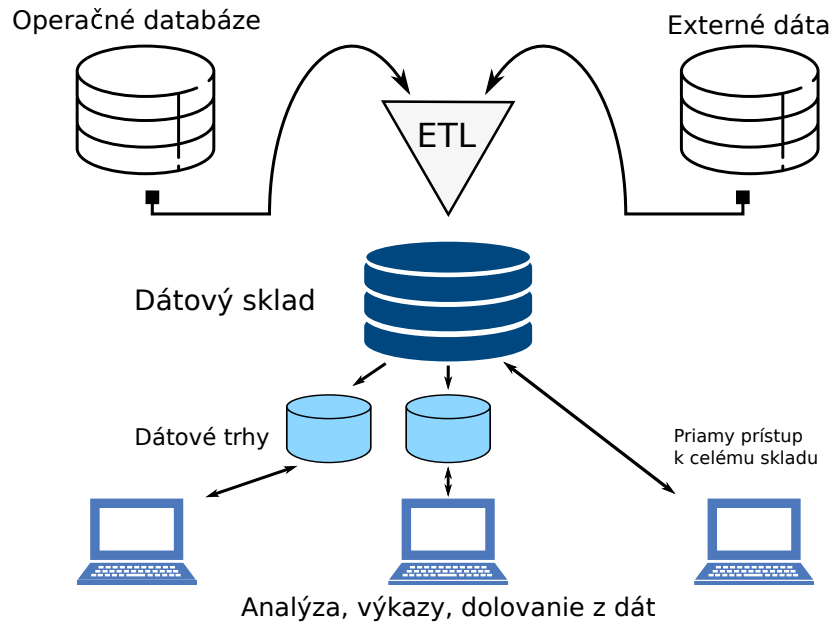 Operačné databáze
Externé dáta
ETL
Dátový sklad
Dátové trhy
Priamy prístup
k celému skladu
Analýza, výkazy, dolovanie z dát